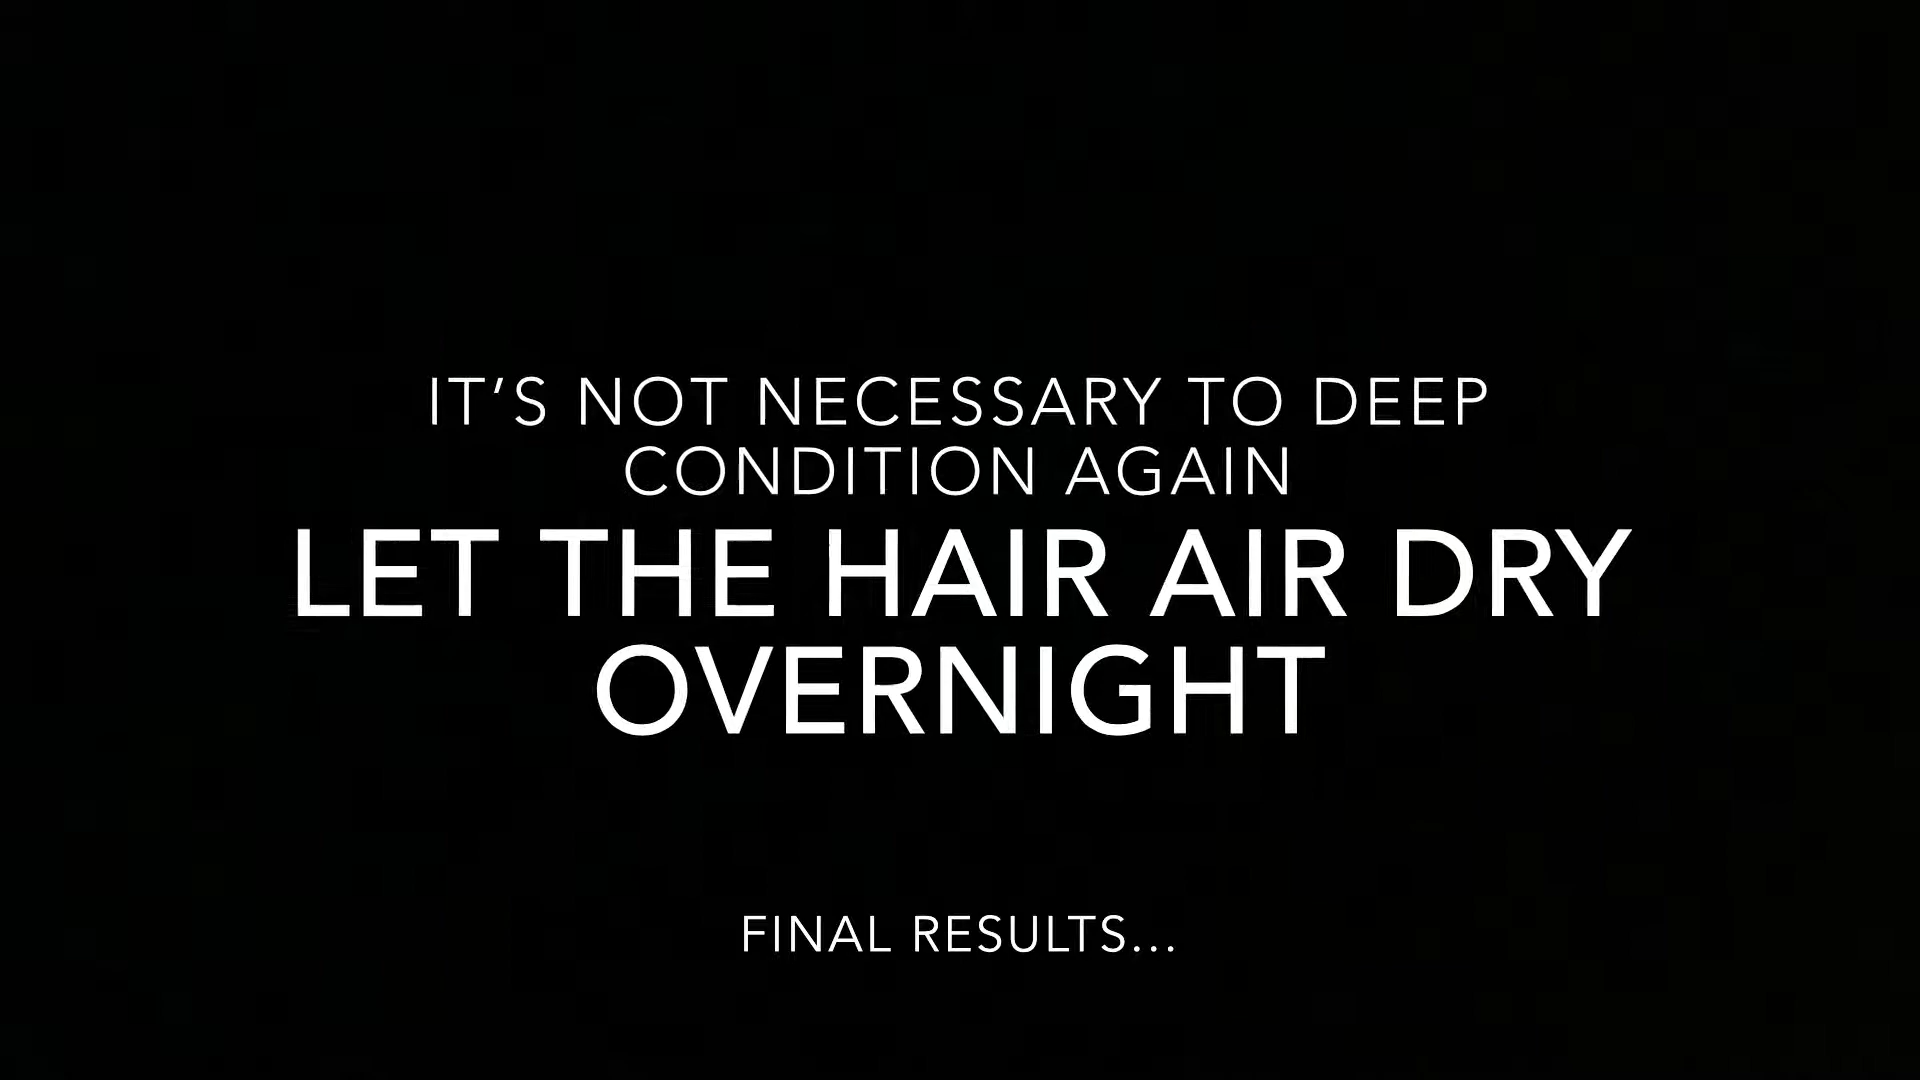 IT’S NOT NECESSARY TO DEEP
CONDITION AGAIN
LET THE HAIR AIR DRY
OVERNIGHT
FINAL RESULTS...